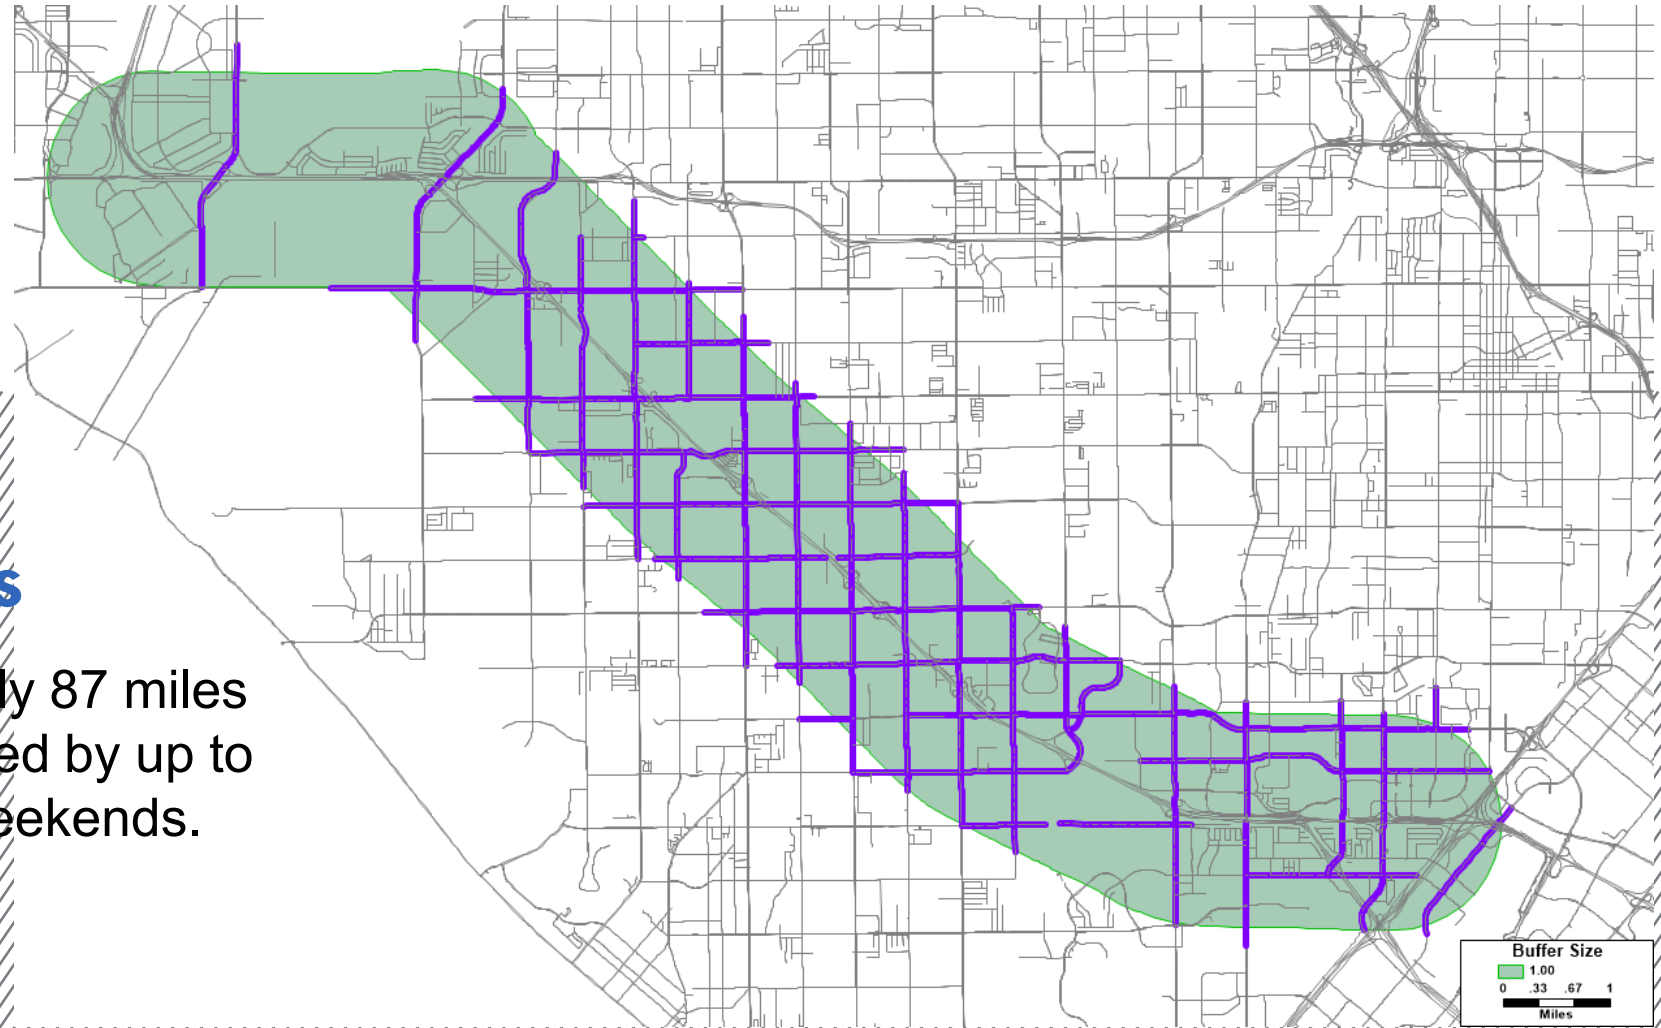 s
ly 87 miles
ed by up to
eekends.
Buffer Size
1.00
0 .33 .67 1
Miles